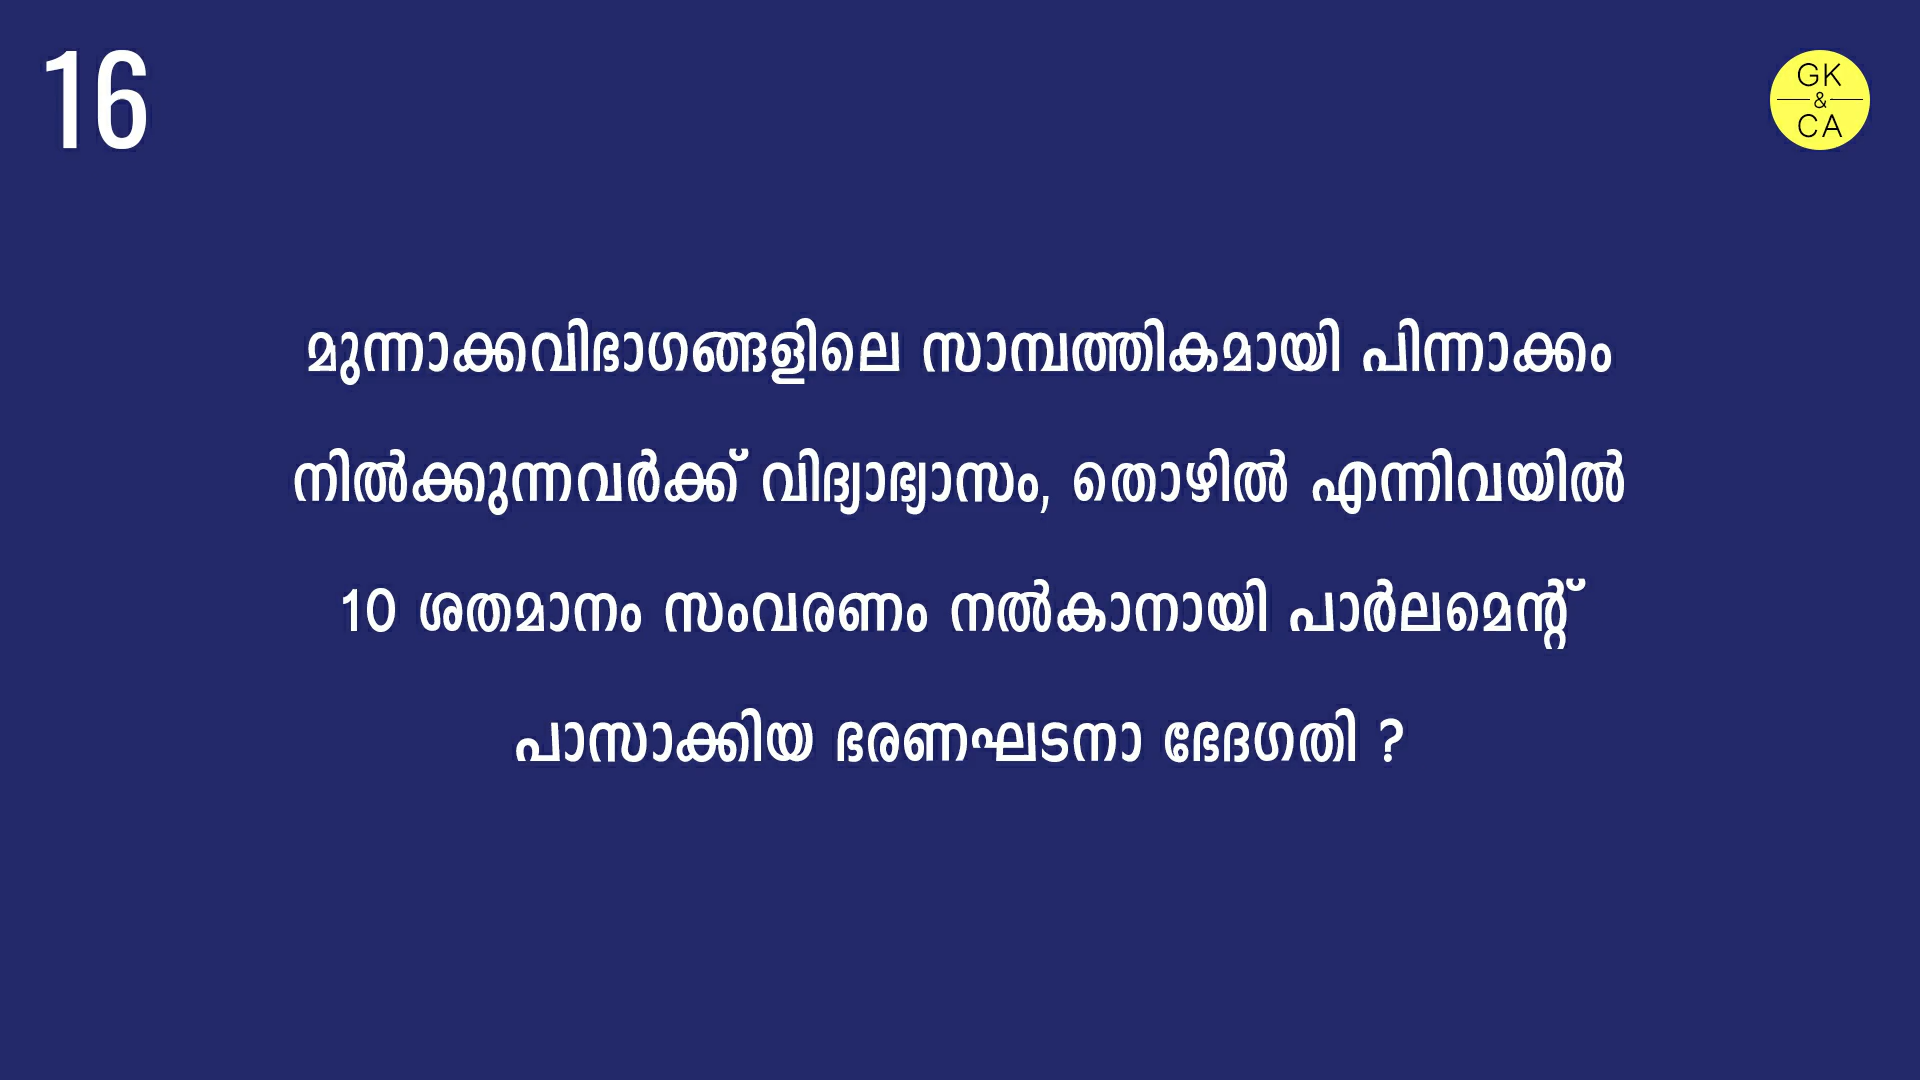 16
GK
&
CA
മുന്നാക്കവിഭാഗങ്ങളിലെ സാമ്പത്തികമായി പിന്നാക്കം
നിൽക്കുന്നവർക്ക് വിദ്യാഭ്യാസം, തൊഴിൽ എന്നിവയിൽ
10 ശതമാനം സംവരണം നൽകാനായി പാർലമെന്റ്
പാസാക്കിയ ഭരണഘടനാ ഭേദഗതി ?